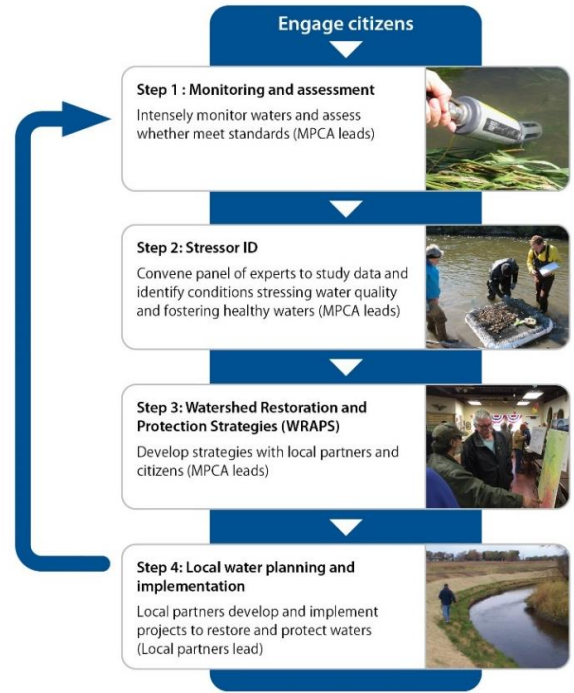 Engage citizens
Step 1 : Monitoring and assessment
Intensely monitor waters and assess
whether meet standards (MPCA leads)
Step 2: Stressor ID
Convene panel of experts to study data and
identify conditions stressing water quality
and fostering healthy waters (MPCA leads)
Step 3: Watershed Restoration and
Protection Strategies (WRAPS)
Develop strategies with local partners and
citizens (MPCA leads)
Step 4: Local water planning and
implementation
Local partners develop and implement
projects to restore and protect waters
(Local partners lead)